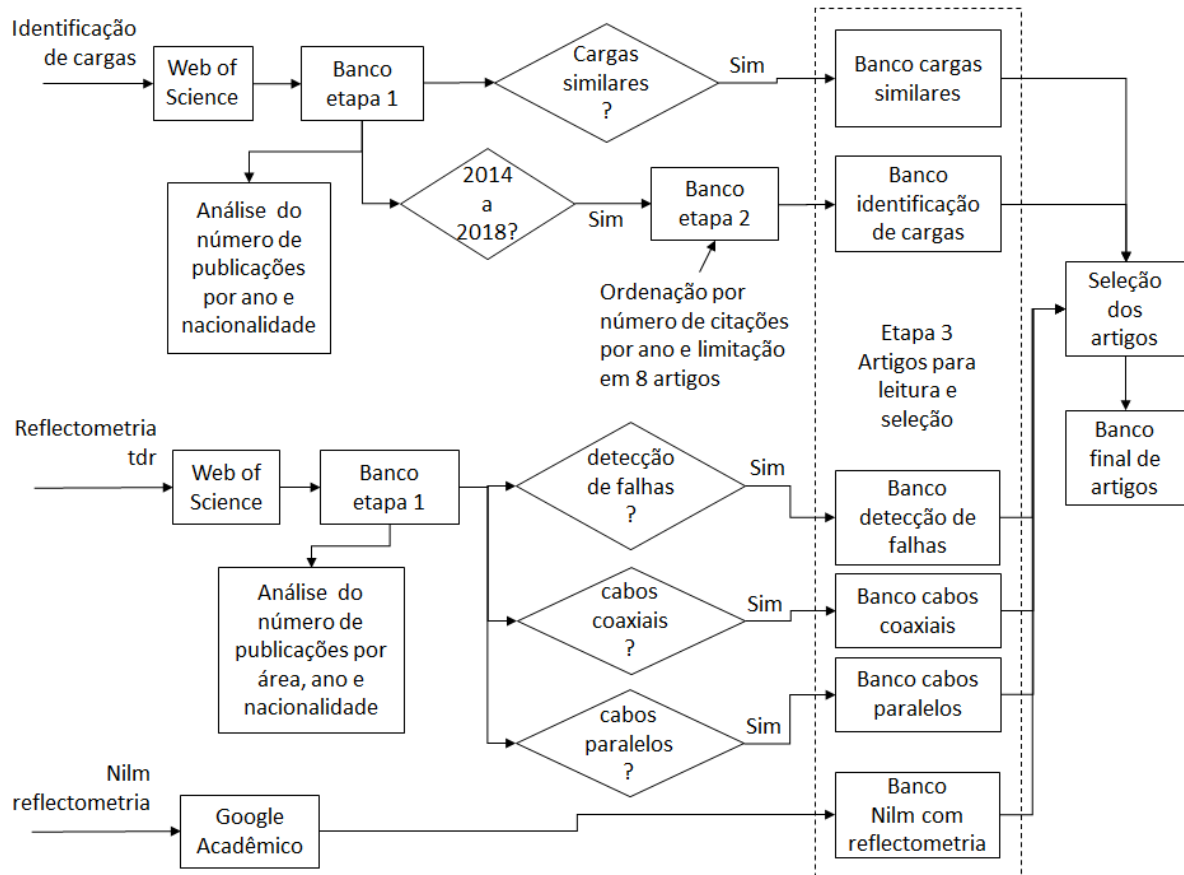 Identificação
de cargas
Web of
Science
Banco
etapa 1
Cargas
similares
?
Sim
Banco cargas
similares
Análise do
número de
publicações
por ano e
nacionalidade
2014
a
2018?
Sim
Banco
etapa 2
Banco
identificação
de cargas
Ordenação por
número de citações
por ano e limitação
em 8 artigos
Etapa 3
Artigos para
leitura e
seleção
Seleção
dos
artigos
Banco
final de
artigos
Reflectometria
tdr
Web of
Science
Banco
etapa 1
detecção
de falhas
?
Sim
Banco
detecção de
falhas
Análise do
número de
publicações por
área, ano e
nacionalidade
cabos
coaxiais
?
Sim
Banco cabos
coaxiais
cabos
paralelos
?
Sim
Banco cabos
paralelos
Nilm
reflectometria
Google
Acadêmico
Banco
Nilm com
reflectometria